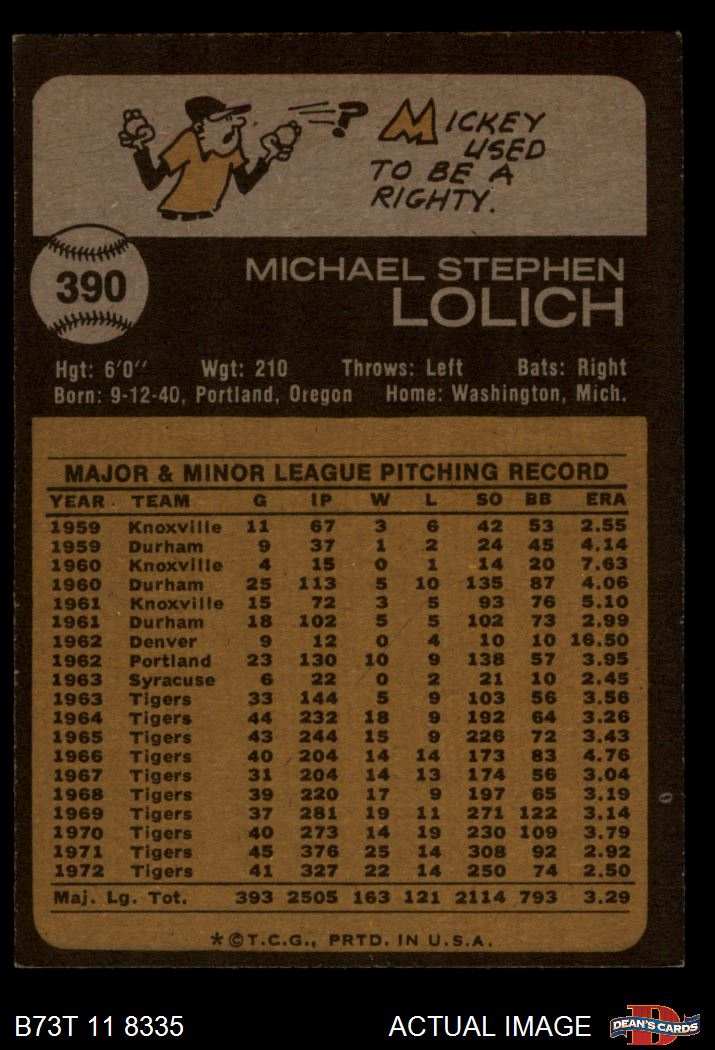 MICKEY
USED
TO BE A
RIGHTY.
?
390
MICHAEL STEPHEN
LOLICH
Hgt: 6'0'' Wgt: 210 Throws: Left Bats: Right
Born: 9-12-40, Portland, Oregon Home: Washington, Mich.
MAJOR & MINOR LEAGUE PITCHING RECORD
YEAR TEAM G IP W L SO BB ERA
1959 Knoxville 11 67 3 6 42 53 2.55
1959 Durham 9 37 1 2 24 45 4.14
1960 Knoxville 4 15 0 1 14 20 7.63
1960 Durham 25 113 5 10 135 87 4.06
1961 Knoxville 15 72 3 5 93 76 5.10
1961 Durham 18 102 5 5 102 73 2.99
1962 Denver 9 12 0 4 10 10 16.50
1962 Portland 23 130 10 9 138 57 3.95
1963 Syracuse 6 22 0 2 21 10 2.45
1963 Tigers 33 144 5 9 103 56 3.56
1964 Tigers 44 232 18 9 192 64 3.26
1965 Tigers 43 244 15 9 226 72 3.43
1966 Tigers 40 204 14 14 173 83 4.76
1967 Tigers 31 204 14 13 174 56 3.04
1968 Tigers 39 220 17 9 197 65 3.19
1969 Tigers 37 281 19 11 271 122 3.14
1970 Tigers 40 273 14 19 230 109 3.79
1971 Tigers 45 376 25 14 308 92 2.92
1972 Tigers 41 327 22 14 250 74 2.50
Maj. Lg. Tot. 393 2505 163 121 2114 793 3.29
*©T.C.G., PRTD. IN U.S.A.
B73T 11 8335 ACTUAL IMAGE
D DEAN'S CARDS